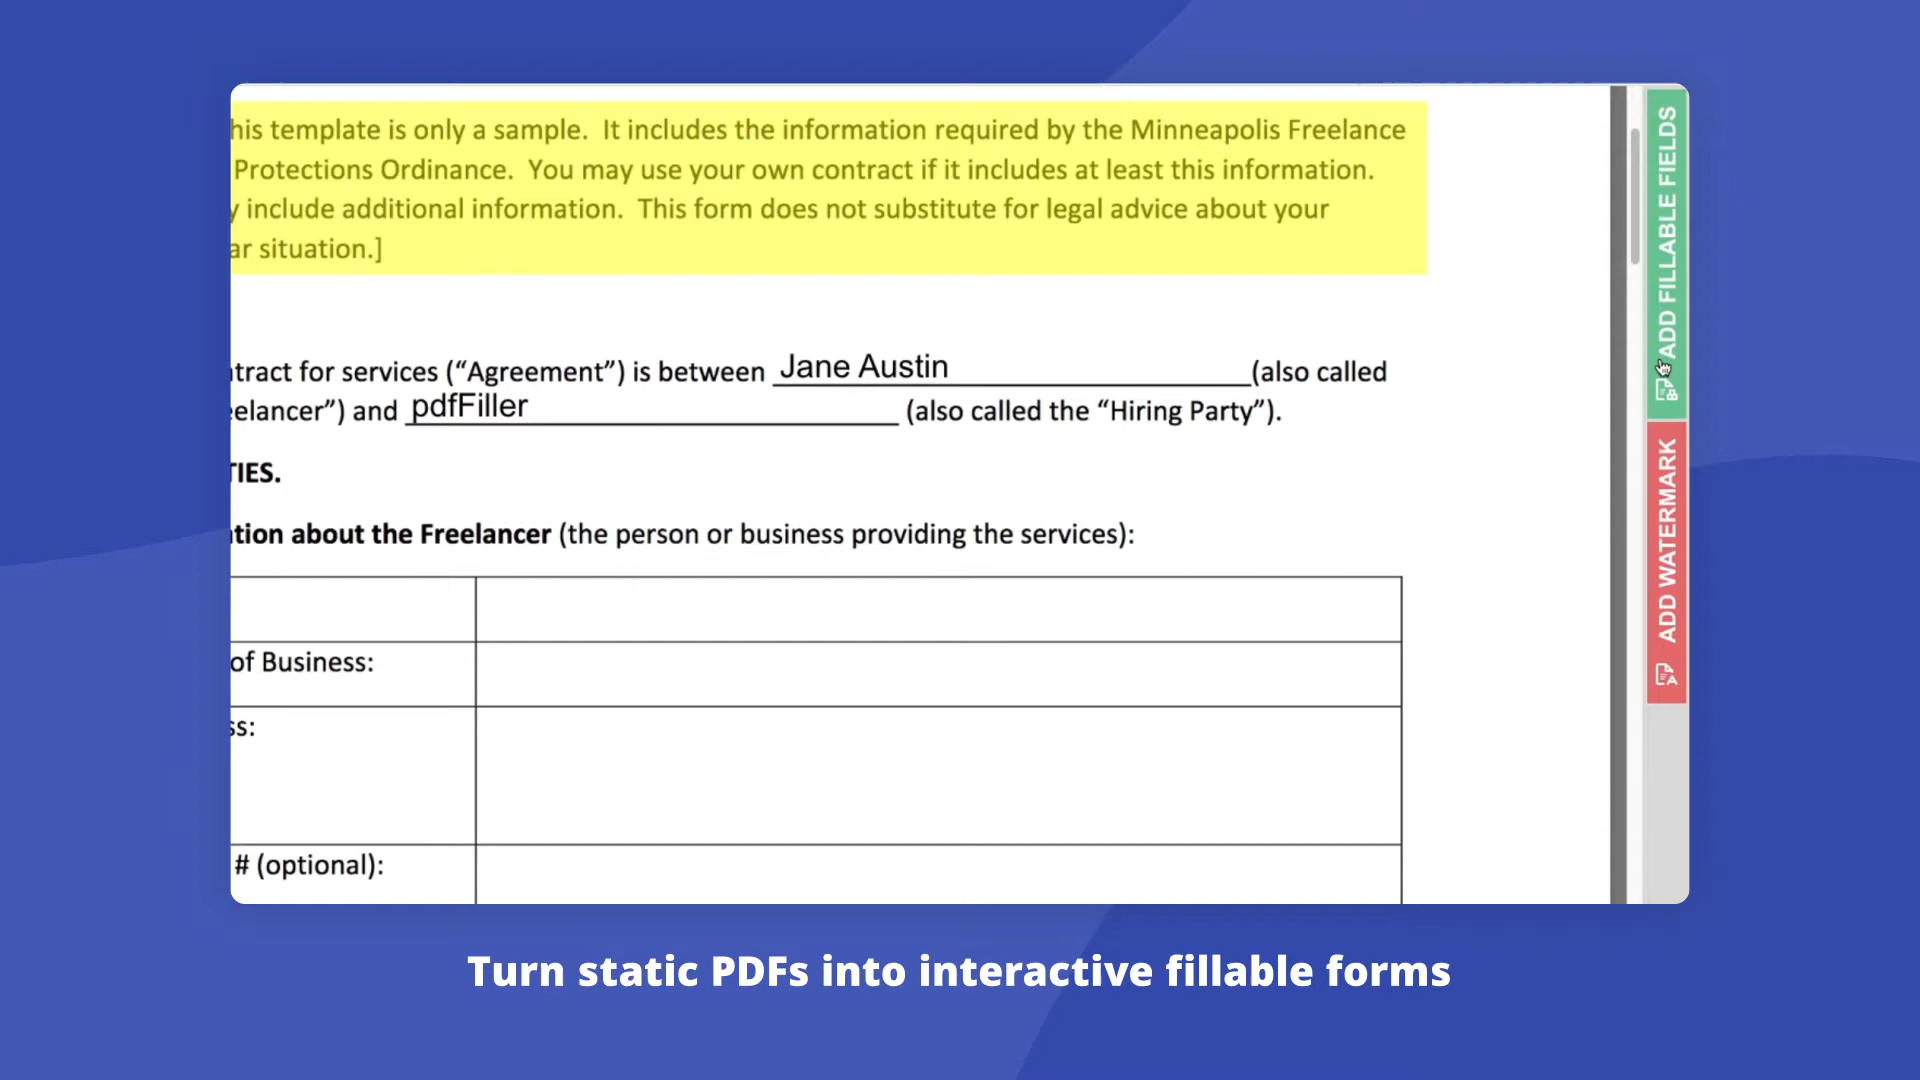 his template is only a sample. It includes the information required by the Minneapolis Freelance
Protections Ordinance. You may use your own contract if it includes at least this information.
y include additional information. This form does not substitute for legal advice about your
ar situation.]
tract for services (“Agreement”) is between Jane Austin (also called
eelancer”) and pdfFiller (also called the “Hiring Party”).
TIES.
tion about the Freelancer (the person or business providing the services):
of Business:
ss:
# (optional):
ADD FILLABLE FIELDS
ADD WATERMARK
Turn static PDFs into interactive fillable forms